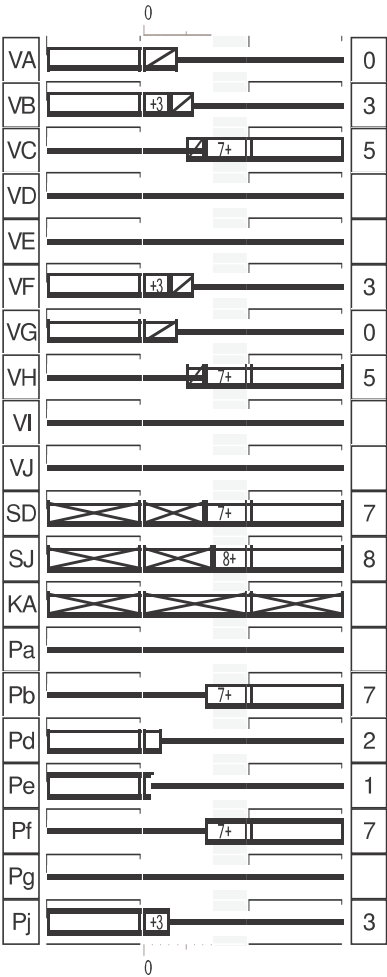 0
VA 0
VB +3 3
VC 7+ 5
VD
VE
VF +3 3
VG 0
VH 7+ 5
VI
VJ
SD 7+ 7
SJ 8+ 8
KA
Pa
Pb 7+ 7
Pd 2
Pe 1
Pf 7+ 7
Pg
Pj +3 3
0